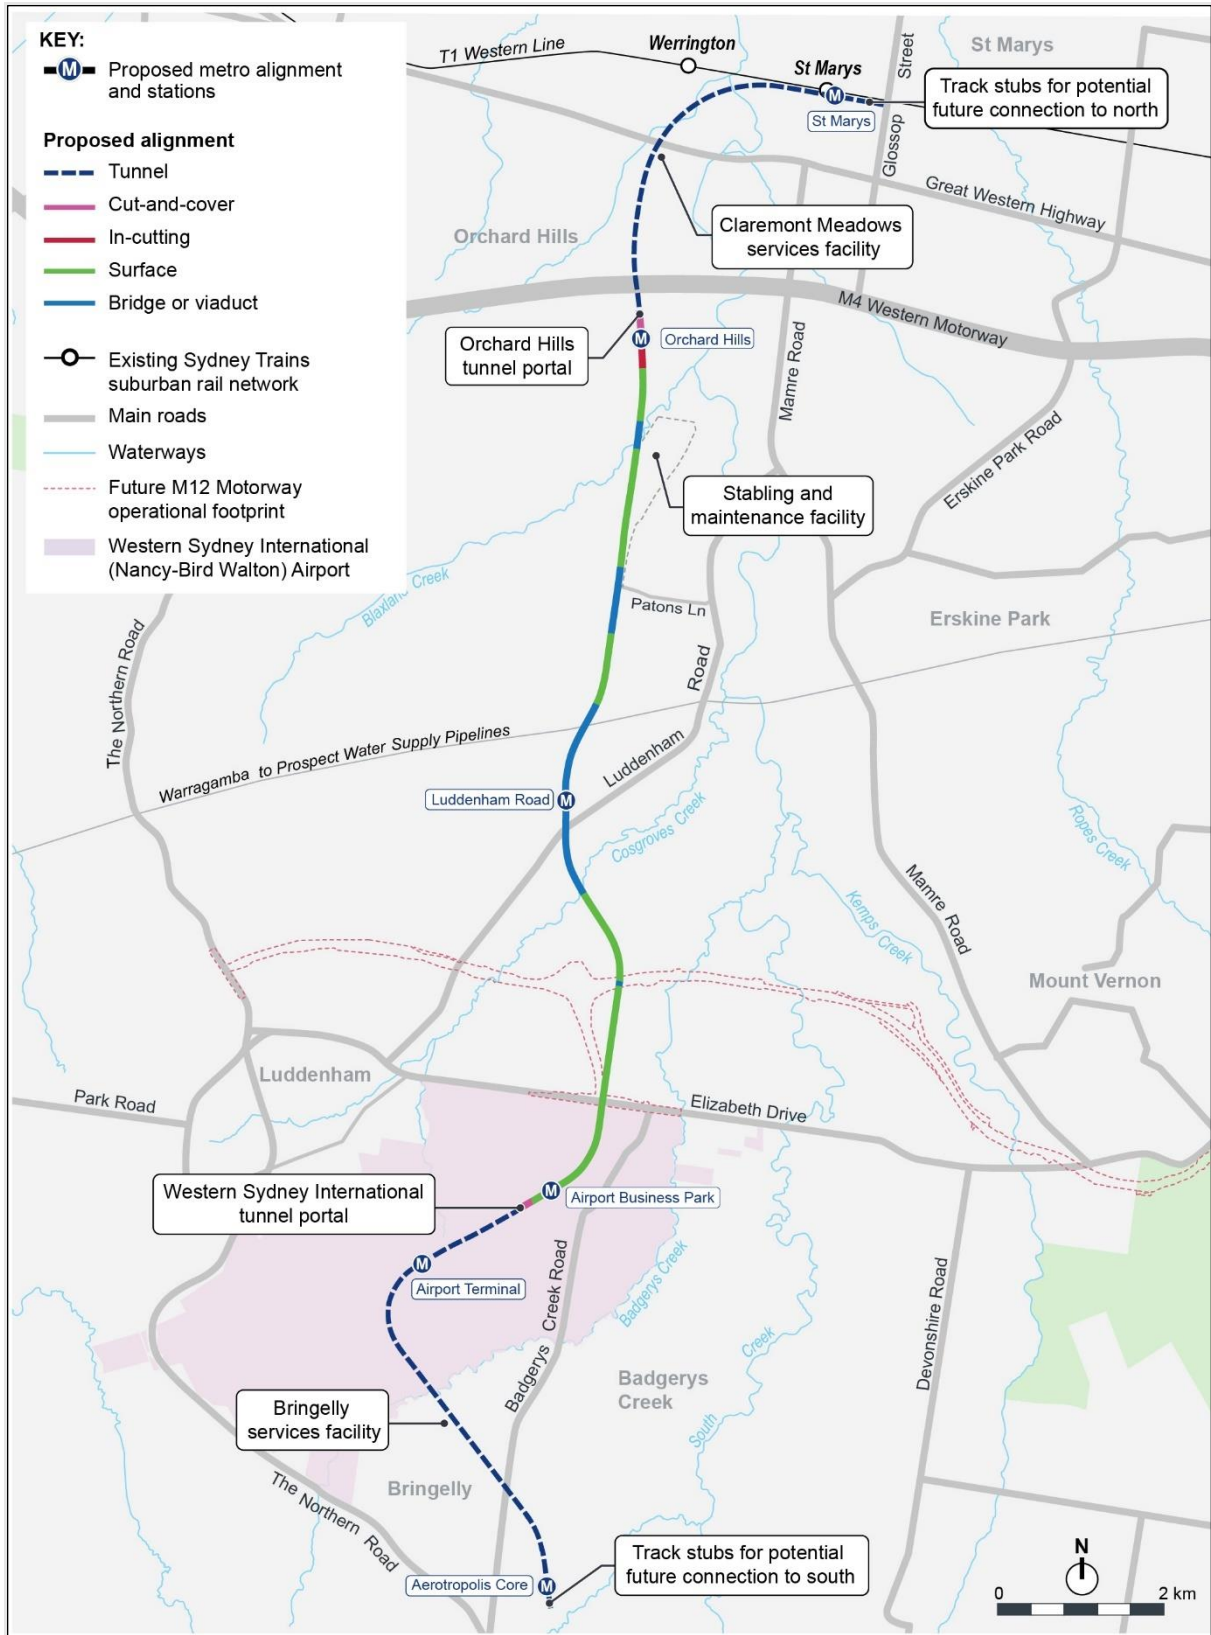 KEY:
M
Proposed metro alignment
and stations
Proposed alignment
Tunnel
Cut-and-cover
In-cutting
Surface
Bridge or viaduct
Existing Sydney Trains
suburban rail network
Main roads
Waterways
Future M12 Motorway
operational footprint
Western Sydney International
(Nancy-Bird Walton) Airport
T1 Western Line
Werrington
St Marys
M
St Marys
Glossop Street
St Marys
Track stubs for potential
future connection to north
Great Western Highway
Orchard Hills
Claremont Meadows
services facility
M4 Western Motorway
Mamre Road
Orchard Hills
tunnel portal
M
Orchard Hills
Erskine Park Road
Stabling and
maintenance facility
Blaxland Creek
Patons Ln
Erskine Park
The Northern Road
Luddenham Road
Warragamba to Prospect Water Supply Pipelines
Luddenham Road
M
Cosgroves Creek
Ropes Creek
Kemps Creek
Mamre Road
Mount Vernon
Luddenham
Park Road
Elizabeth Drive
Western Sydney International
tunnel portal
M
Airport Business Park
M
Airport Terminal
Badgerys Creek Road
Badgerys Creek
South Creek
Devonshire Road
Badgerys
Creek
Bringelly
services facility
Bringelly
The Northern Road
Aerotropolis Core
M
Track stubs for potential
future connection to south
N
0 2 km